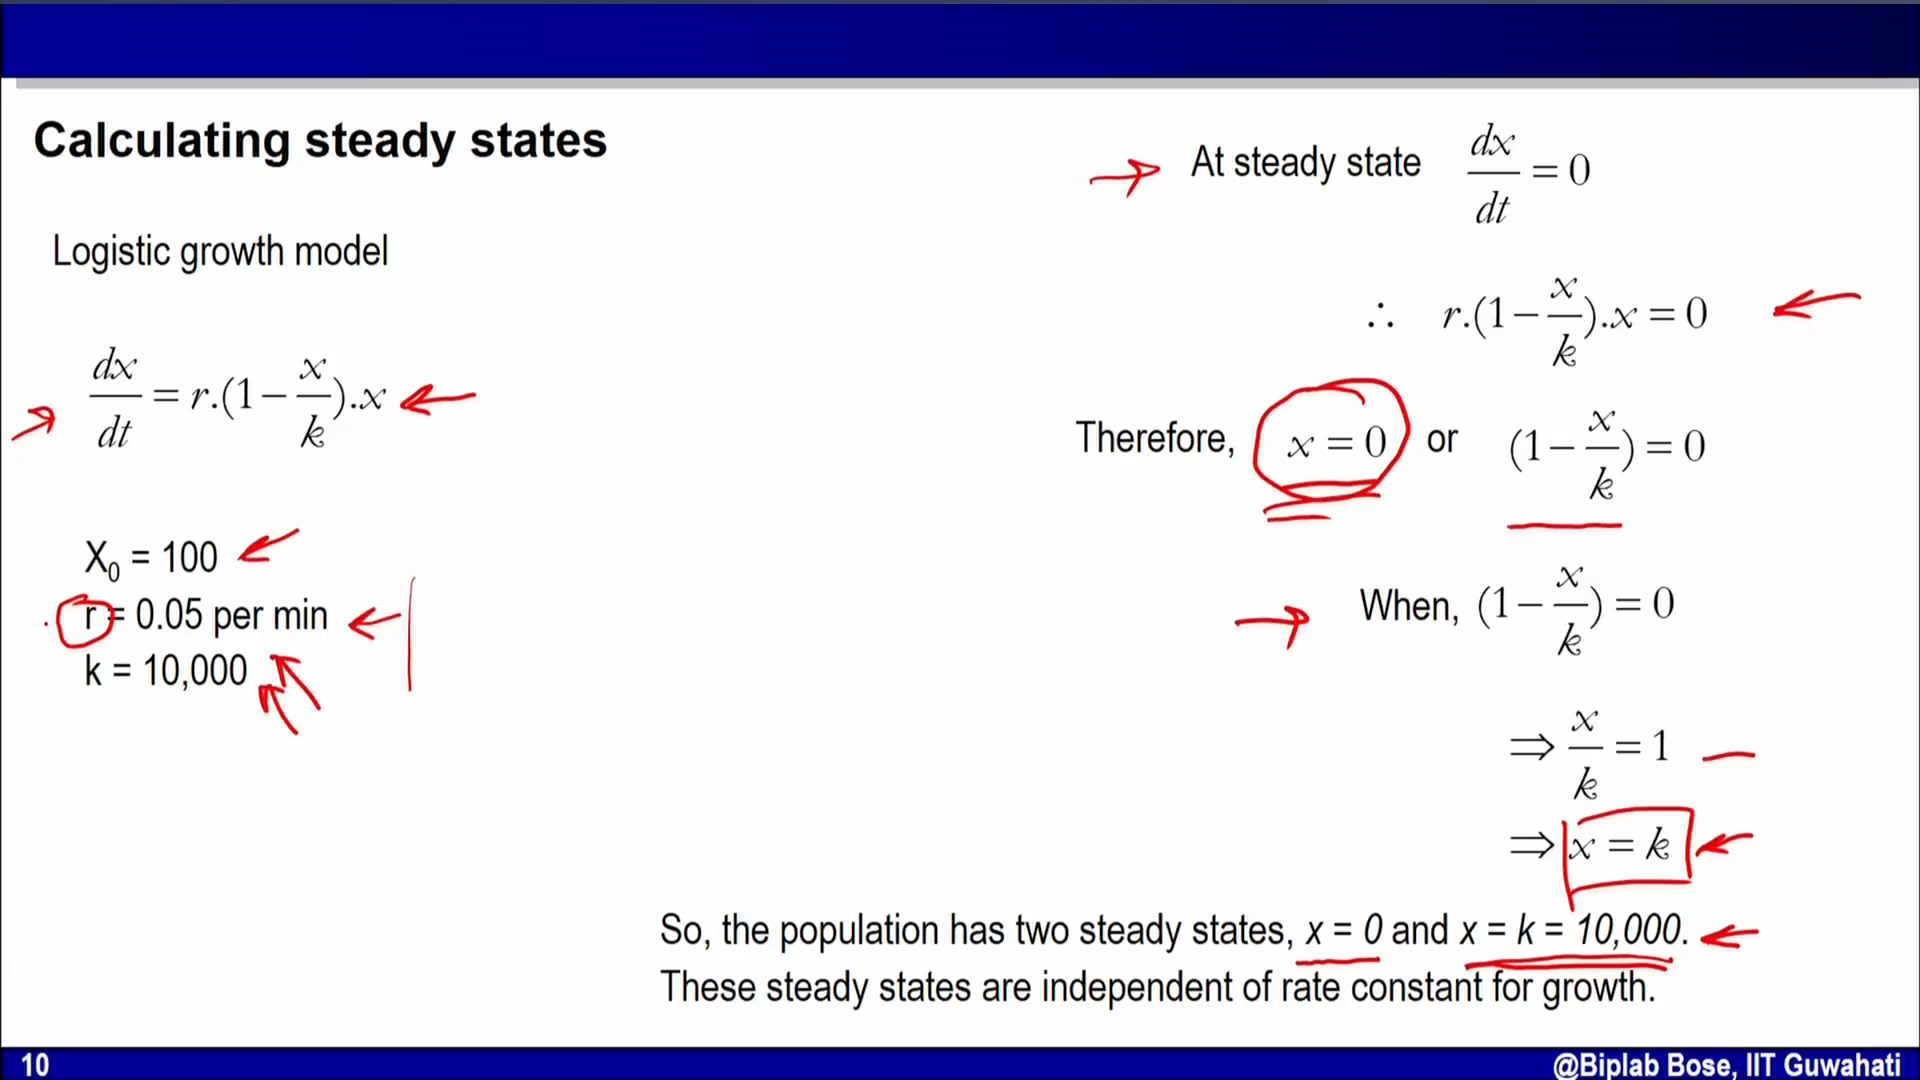 Calculating steady states
Logistic growth model
dx/dt = r.(1 − x/k).x
X₀ = 100
r = 0.05 per min
k = 10,000
At steady state dx/dt = 0
∴ r.(1 − x/k).x = 0
Therefore, x = 0 or (1 − x/k) = 0
When, (1 − x/k) = 0
⇒ x/k = 1
⇒ x = k
So, the population has two steady states, x = 0 and x = k = 10,000.
These steady states are independent of rate constant for growth.
10
@Biplab Bose, IIT Guwahati